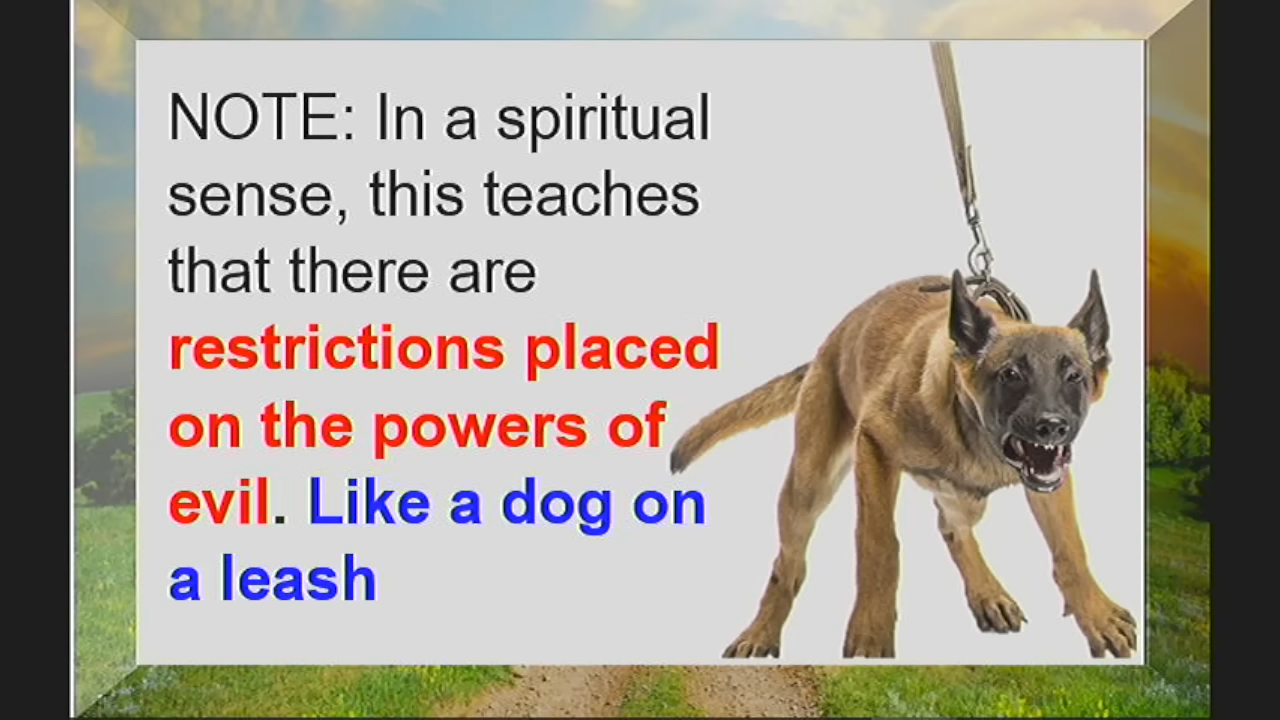 NOTE: In a spiritual
sense, this teaches
that there are
restrictions placed
on the powers of
evil. Like a dog on
a leash